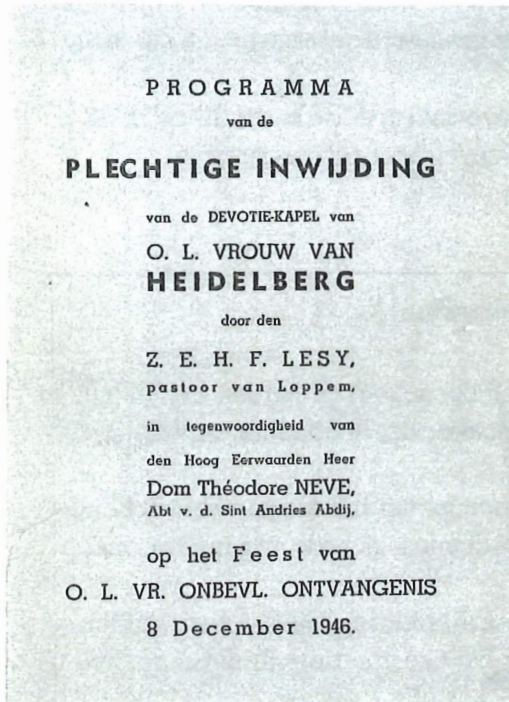 PROGRAMMA
van de
PLECHTIGE INWIJDING
van de DEVOTIE-KAPEL van
O. L. VROUW VAN
HEIDELBERG
door den
Z. E. H. F. LESY,
pastoor van Loppem,
in tegenwoordigheid van
den Hoog Eerwaarden Heer
Dom Théodore NEVE,
Abt v. d. Sint Andries Abdij,
op het Feest van
O. L. VR. ONBEVL. ONTVANGENIS
8 December 1946.